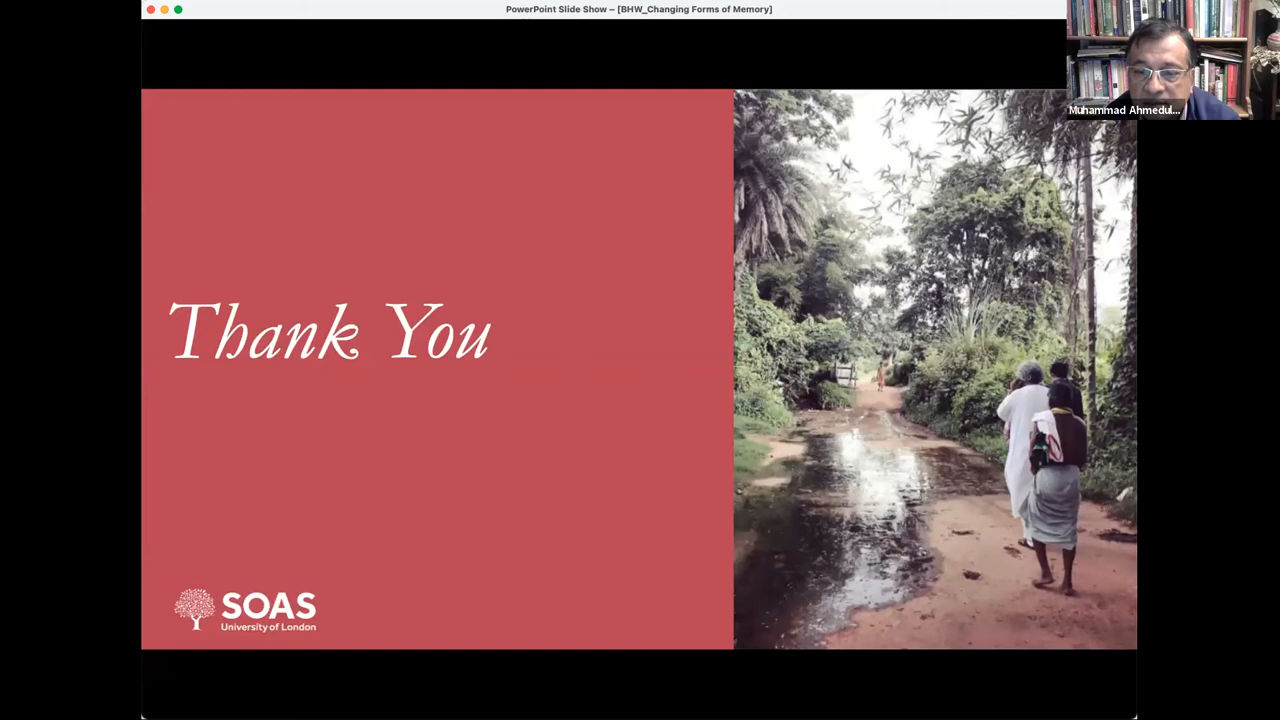 PowerPoint Slide Show – [BHW_Changing Forms of Memory]
Muhammad Ahmedul...
Thank You
SOAS
University of London